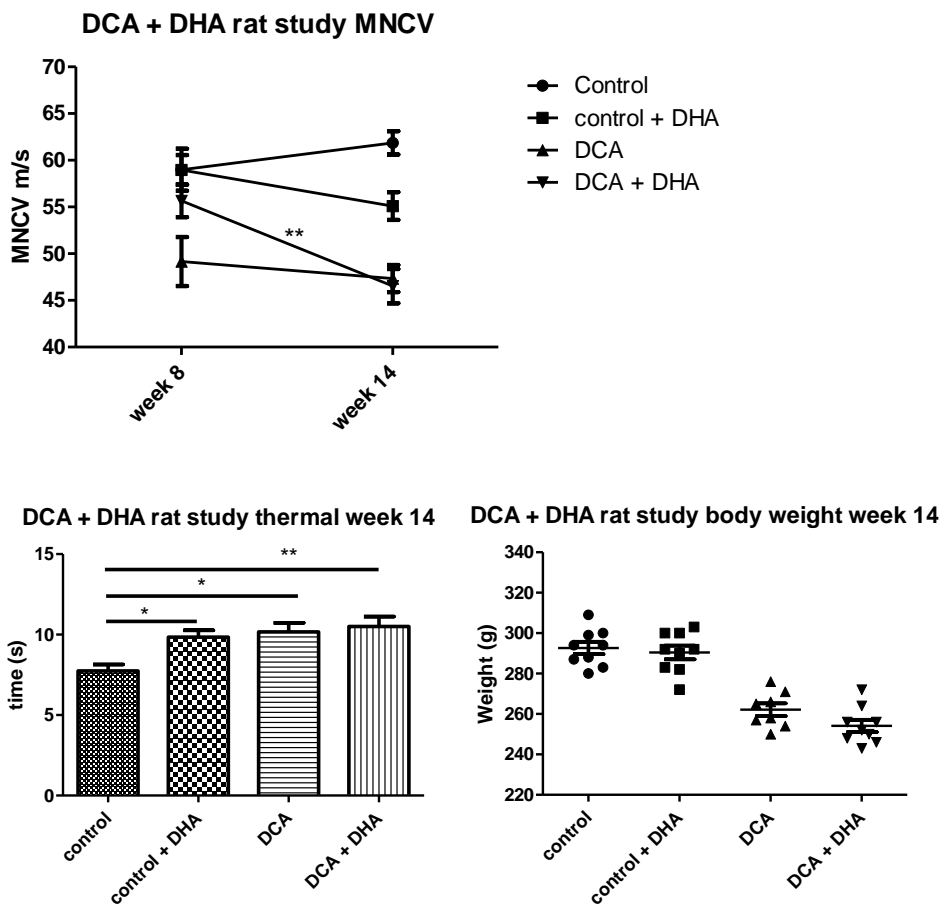 DCA + DHA rat study MNCV
70
65
60
55
50
45
40
MNCV m/s
**
week 8
week 14
Control
control + DHA
DCA
DCA + DHA
DCA + DHA rat study thermal week 14
15
10
5
0
time (s)
**
*
*
control
control + DHA
DCA
DCA + DHA
DCA + DHA rat study body weight week 14
340
320
300
280
260
240
220
Weight (g)
control
control + DHA
DCA
DCA + DHA